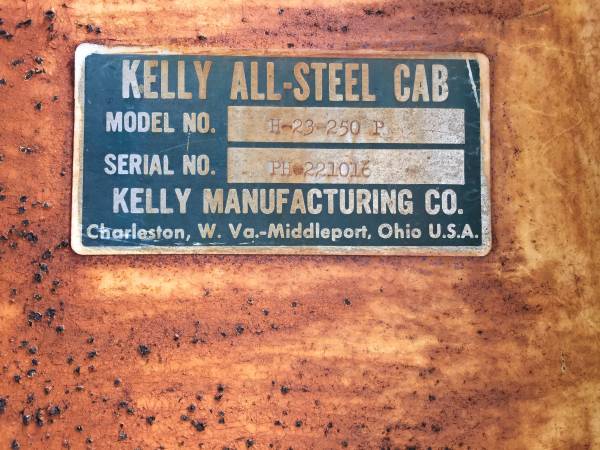 KELLY ALL-STEEL CAB
MODEL NO. H-23-250 P
SERIAL NO. PH-221016
KELLY MANUFACTURING CO.
Charleston, W. Va.-Middleport, Ohio U.S.A.